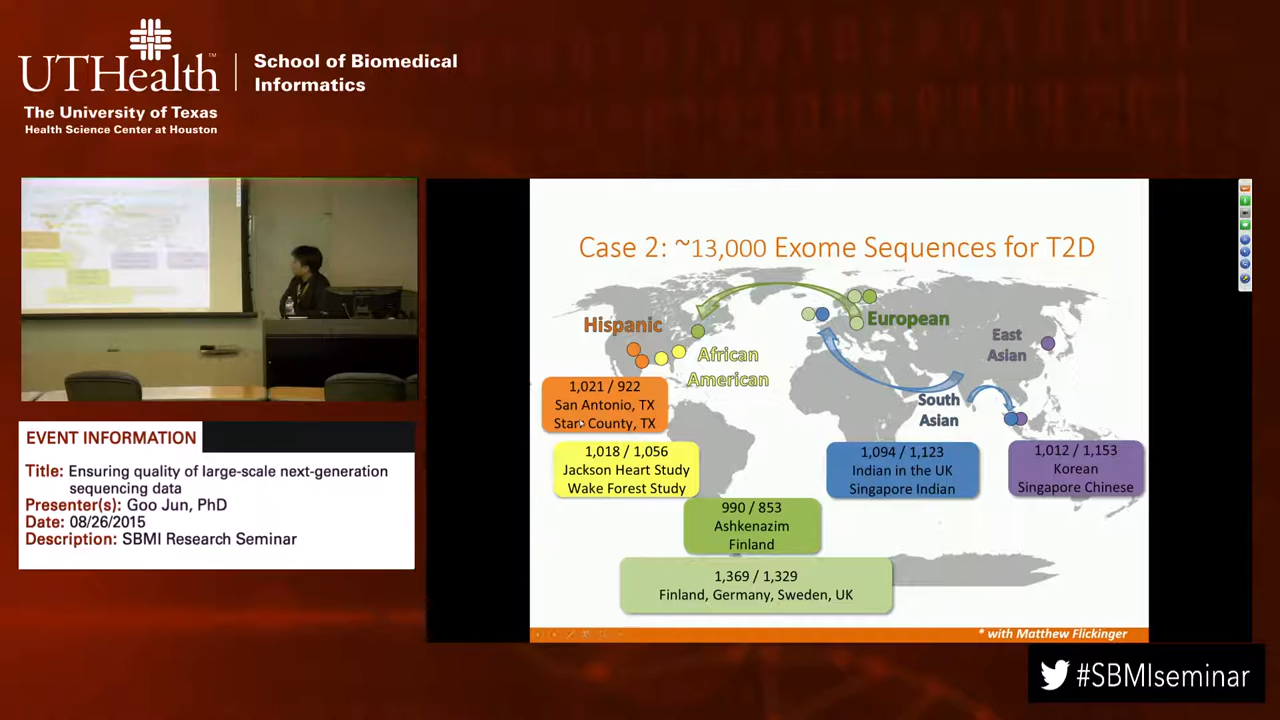 UTHealth™
The University of Texas
Health Science Center at Houston
School of Biomedical
Informatics
EVENT INFORMATION
Title: Ensuring quality of large-scale next-generation
sequencing data
Presenter(s): Goo Jun, PhD
Date: 08/26/2015
Description: SBMI Research Seminar
Case 2: ~13,000 Exome Sequences for T2D
Hispanic
African
American
European
East
Asian
South
Asian
1,021 / 922
San Antonio, TX
Starr County, TX
1,018 / 1,056
Jackson Heart Study
Wake Forest Study
990 / 853
Ashkenazim
Finland
1,369 / 1,329
Finland, Germany, Sweden, UK
1,094 / 1,123
Indian in the UK
Singapore Indian
1,012 / 1,153
Korean
Singapore Chinese
* with Matthew Flickinger
#SBMIseminar